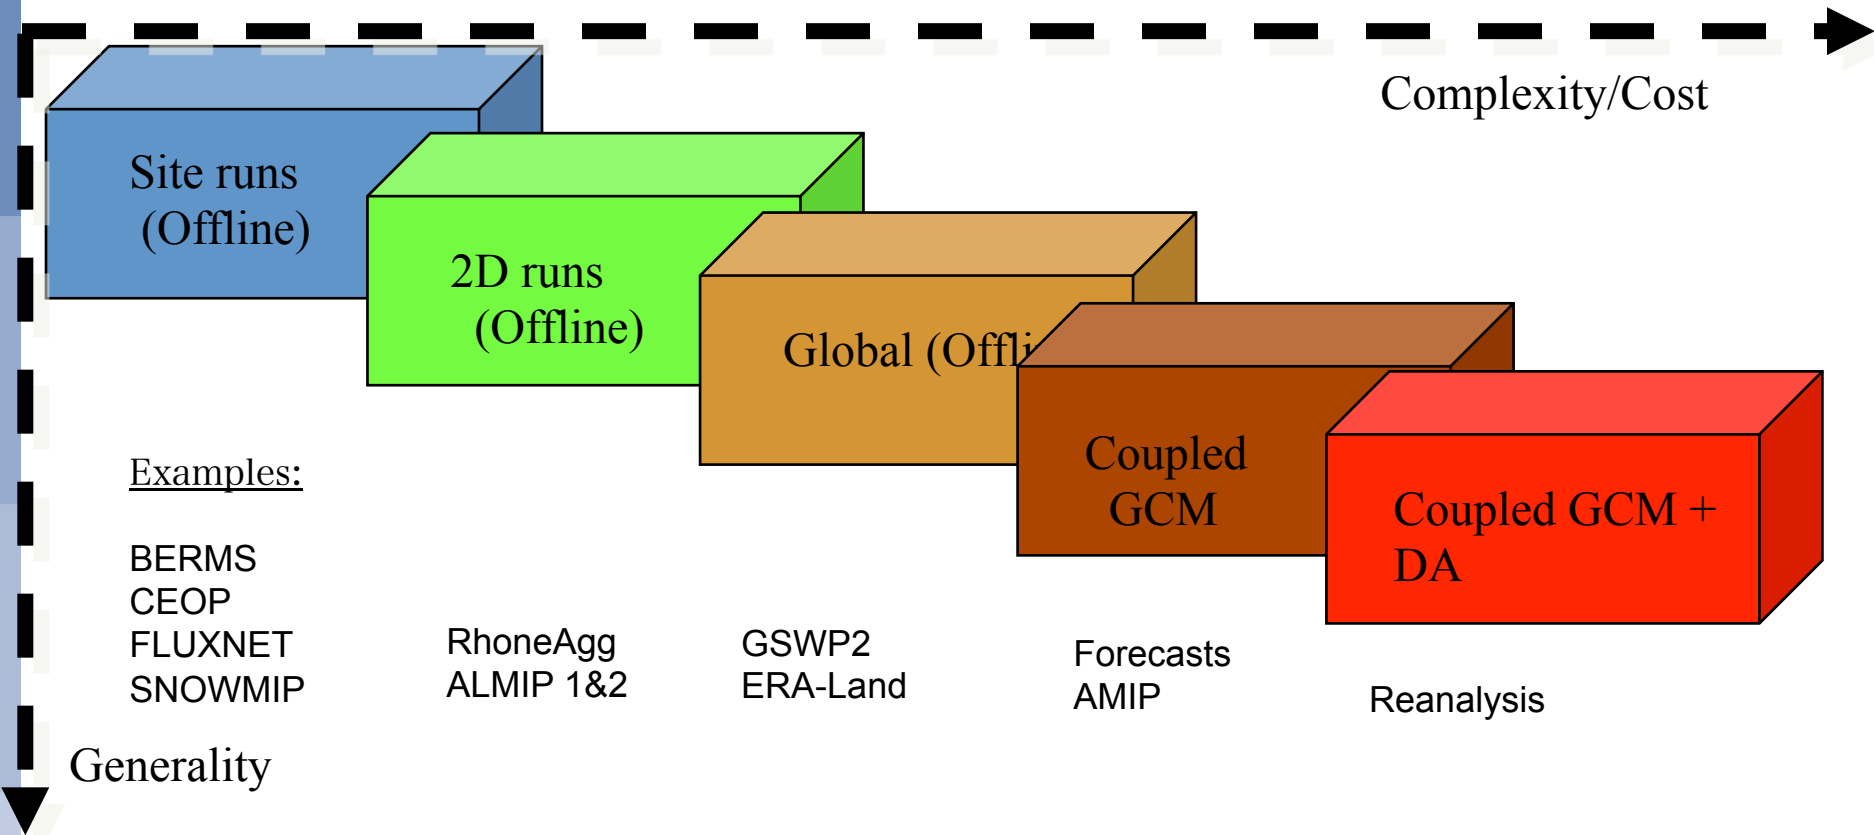 Complexity/Cost
Site runs
(Offline)
2D runs
(Offline)
Global (Offli
Coupled
GCM
Coupled GCM +
DA
Examples:
BERMS
CEOP
FLUXNET
SNOWMIP
RhoneAgg
ALMIP 1&2
GSWP2
ERA-Land
Forecasts
AMIP
Reanalysis
Generality